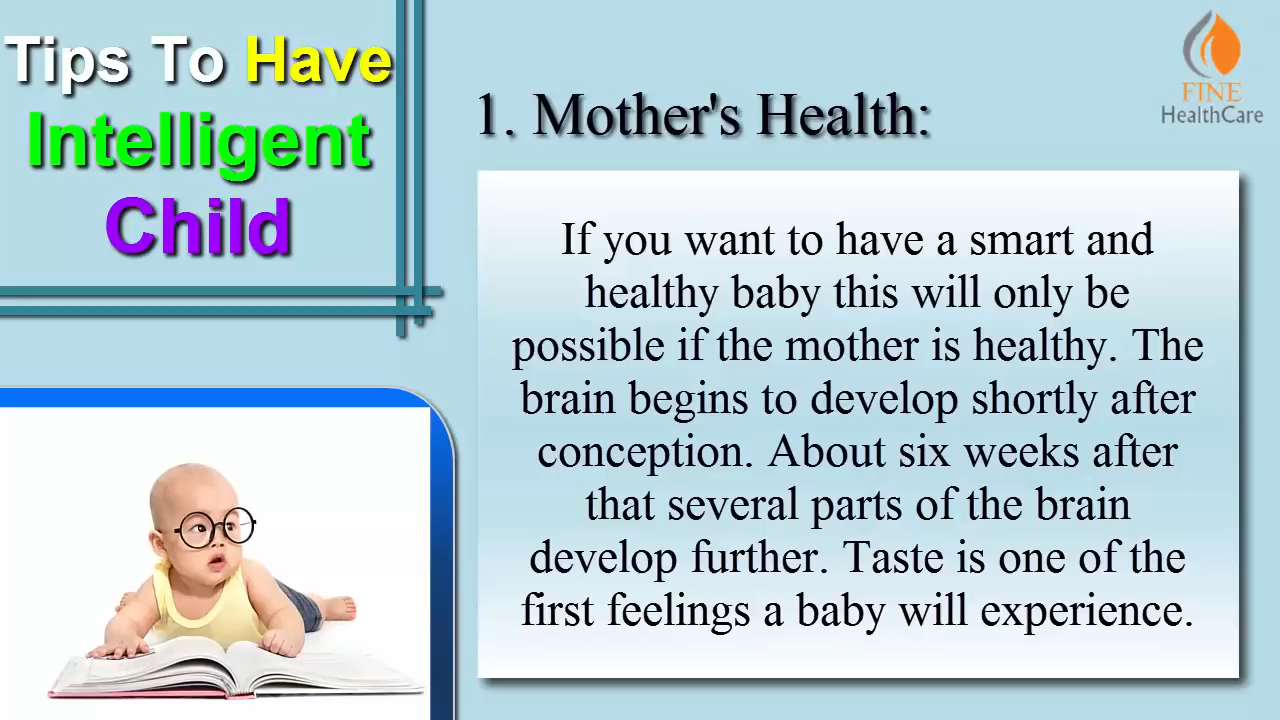 Tips To Have
Intelligent
Child
FINE
HealthCare
1. Mother's Health:
If you want to have a smart and
healthy baby this will only be
possible if the mother is healthy. The
brain begins to develop shortly after
conception. About six weeks after
that several parts of the brain
develop further. Taste is one of the
first feelings a baby will experience.